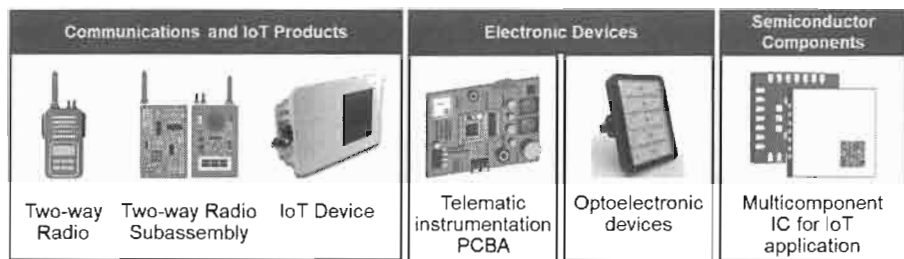 Communications and IoT Products
Electronic Devices
Semiconductor
Components
Two-way
Radio
Two-way Radio
Subassembly
IoT Device
Telematic
instrumentation
PCBA
Optoelectronic
devices
Multicomponent
IC for IoT
application